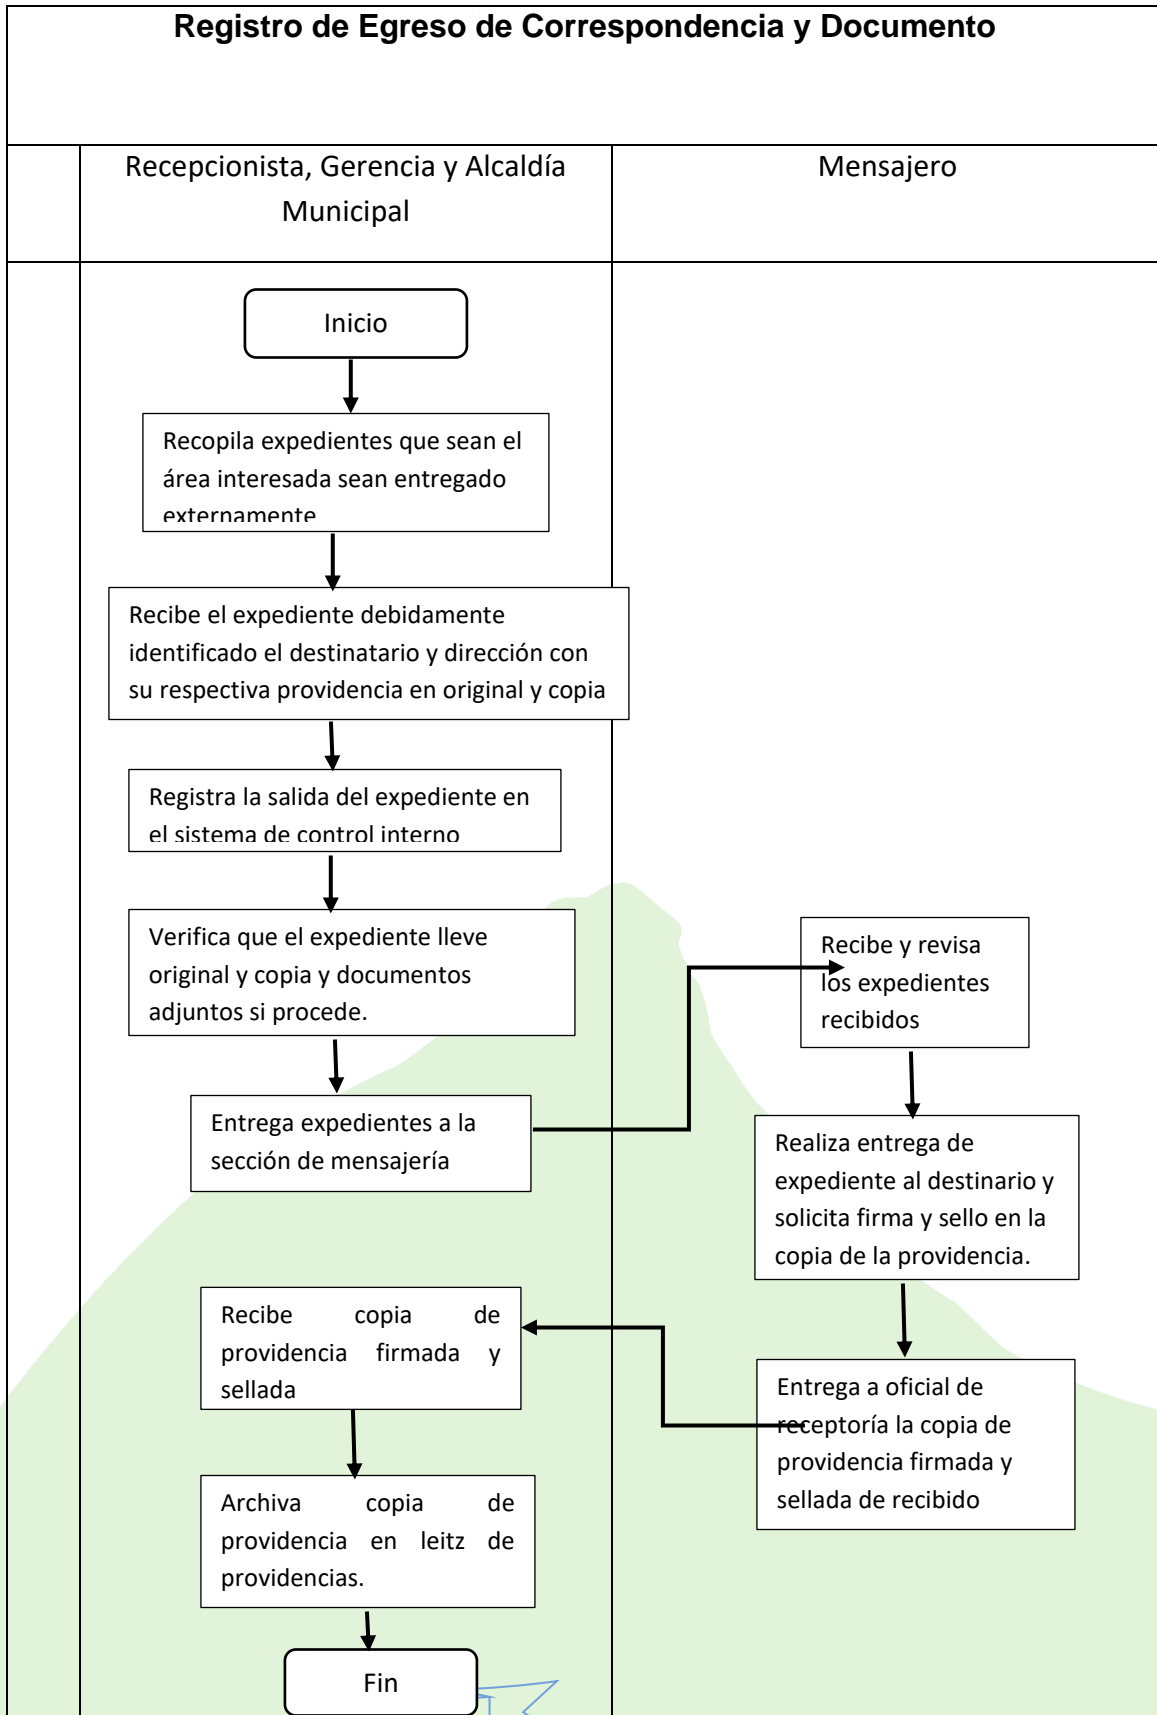 Registro de Egreso de Correspondencia y Documento
Recepcionista, Gerencia y Alcaldía
Municipal
Mensajero
Inicio
Recopila expedientes que sean el
área interesada sean entregado
externamente
Recibe el expediente debidamente
identificado el destinatario y dirección con
su respectiva providencia en original y copia
Registra la salida del expediente en
el sistema de control interno
Verifica que el expediente lleve
original y copia y documentos
adjuntos si procede.
Entrega expedientes a la
sección de mensajería
Recibe y revisa
los expedientes
recibidos
Realiza entrega de
expediente al destinario y
solicita firma y sello en la
copia de la providencia.
Entrega a oficial de
receptoría la copia de
providencia firmada y
sellada de recibido
Recibe copia de
providencia firmada y
sellada
Archiva copia de
providencia en leitz de
providencias.
Fin